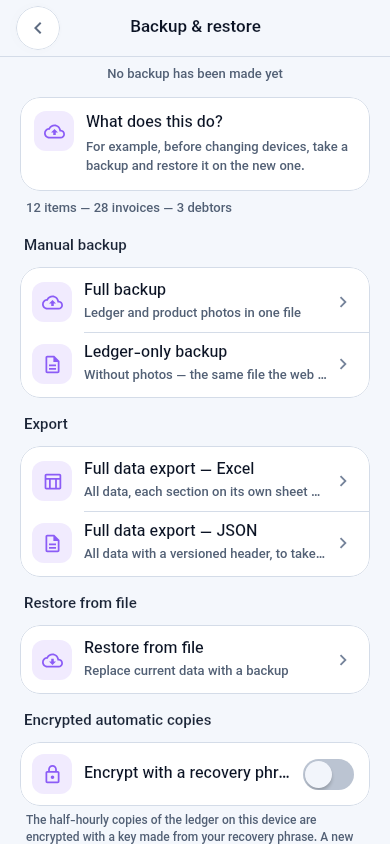 Backup & restore
No backup has been made yet
What does this do?
For example, before changing devices, take a
backup and restore it on the new one.
12 items — 28 invoices — 3 debtors
Manual backup
Full backup
Ledger and product photos in one file
Ledger-only backup
Without photos — the same file the web ...
Export
Full data export — Excel
All data, each section on its own sheet ...
Full data export — JSON
All data with a versioned header, to take...
Restore from file
Restore from file
Replace current data with a backup
Encrypted automatic copies
Encrypt with a recovery phr...
The half-hourly copies of the ledger on this device are
encrypted with a key made from your recovery phrase. A new